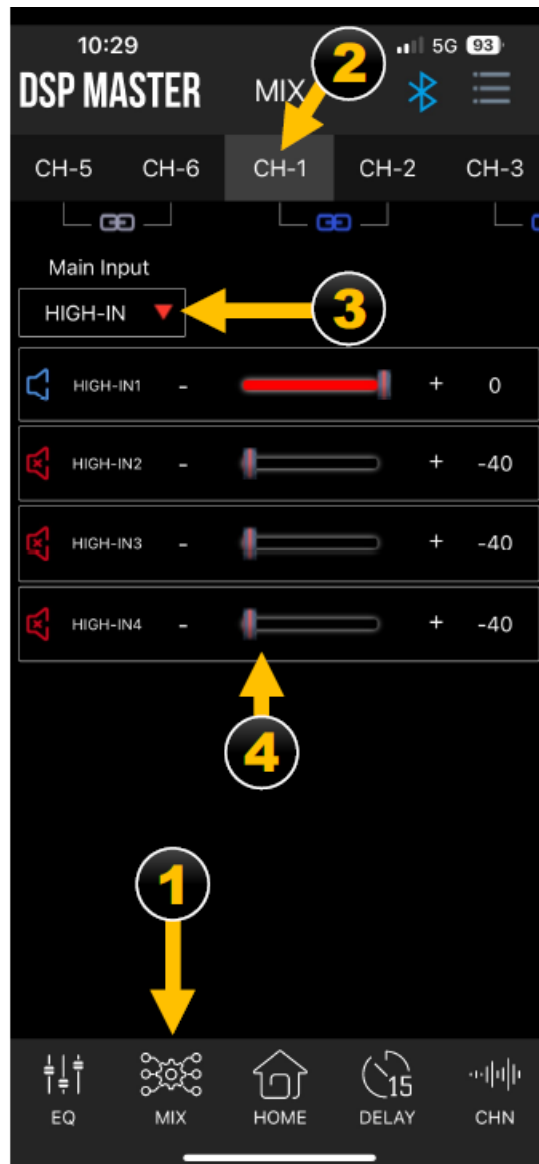 10:29
5G 93
DSP MASTER
MIX
2
CH-5 CH-6 CH-1 CH-2 CH-3
Main Input
HIGH-IN
3
HIGH-IN1 - + 0
HIGH-IN2 - + -40
HIGH-IN3 - + -40
HIGH-IN4 - + -40
4
1
15
EQ MIX HOME DELAY CHN